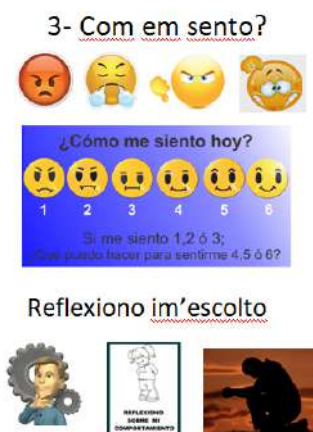 3- Com em sento?
¿Cómo me siento hoy?
1 2 3 4 5 6
Si me siento 1,2 ó 3;
¿Qué puedo hacer para sentirme 4,5 ó 6?
Reflexiono im'escolto
REFLEXIONO
SOBRE MI
COMPORTAMIENTO